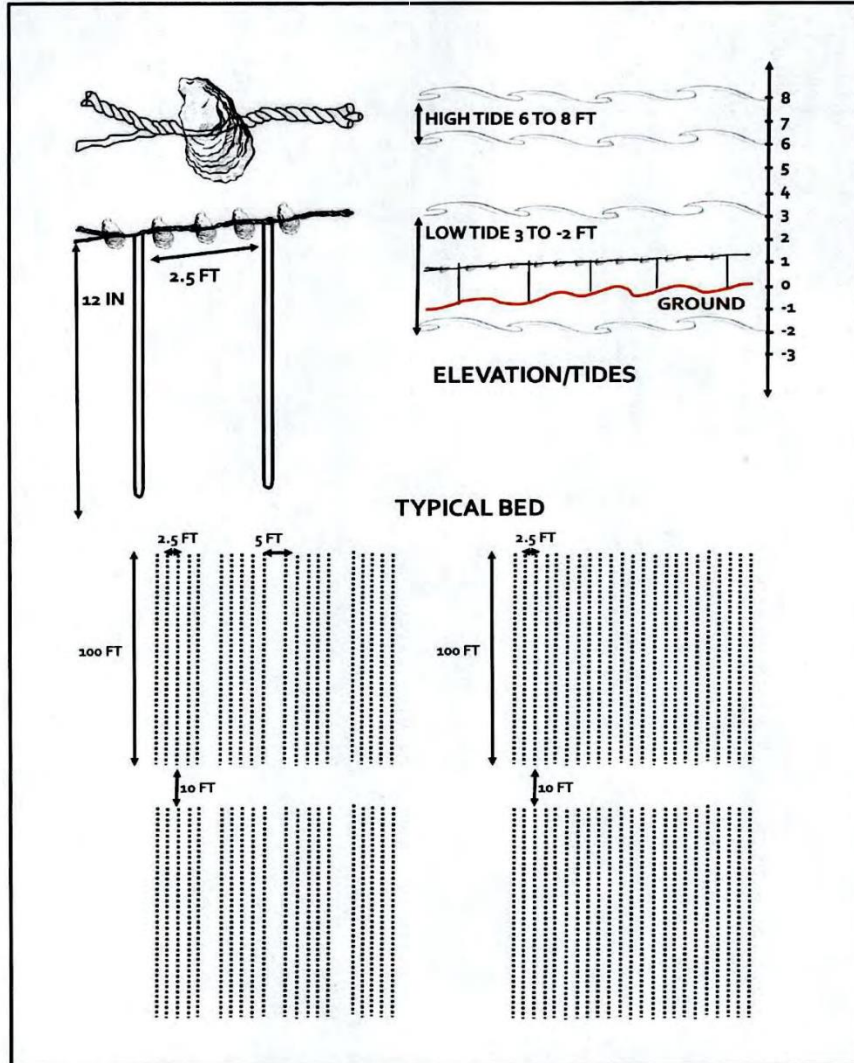 HIGH TIDE 6 TO 8 FT
LOW TIDE 3 TO -2 FT
GROUND
8
7
6
5
4
3
2
1
0
-1
-2
-3
ELEVATION/TIDES
2.5 FT
12 IN
TYPICAL BED
2.5 FT
5 FT
100 FT
10 FT
2.5 FT
100 FT
10 FT